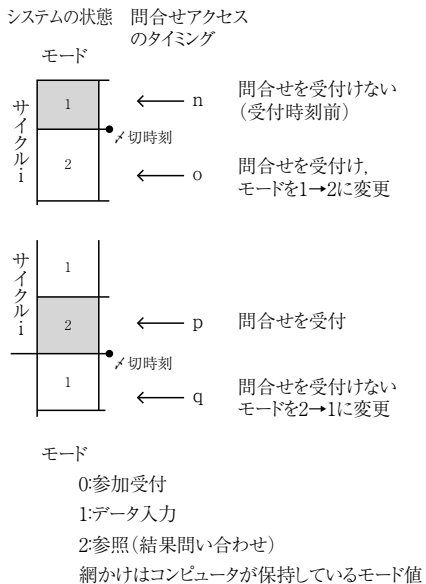 システムの状態 問合せアクセス
のタイミング
モード
サイクルi
1
n
問合せを受付けない
(受付時刻前)
〆切時刻
2
o
問合せを受付け,
モードを1→2に変更
サイクルi
1
2
p
問合せを受付
〆切時刻
1
q
問合せを受付けない
モードを2→1に変更
モード
0:参加受付
1:データ入力
2:参照(結果問い合わせ)
網かけはコンピュータが保持しているモード値